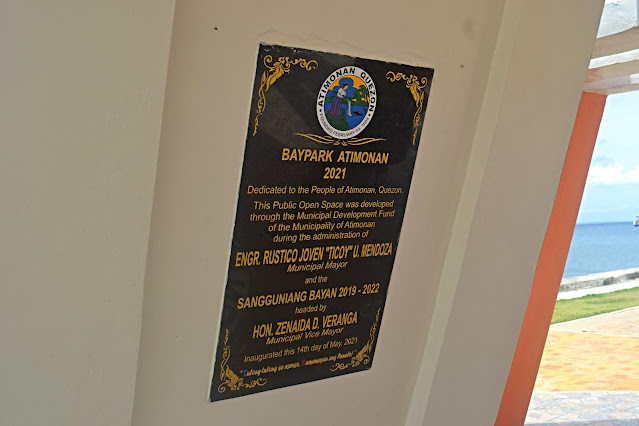 ATIMONAN QUEZON
BAYPARK ATIMONAN
2021
Dedicated to the People of Atimonan, Quezon.
This Public Open Space was developed
through the Municipal Development Fund
of the Municipality of Atimonan
during the administration of
ENGR. RUSTICO JOVEN "TICOY" U. MENDOZA
Municipal Mayor
and the
SANGGUNIANG BAYAN 2019 - 2022
headed by
HON. ZENAIDA D. VERANGA
Municipal Vice Mayor
Inaugurated this 14th day of May, 2021